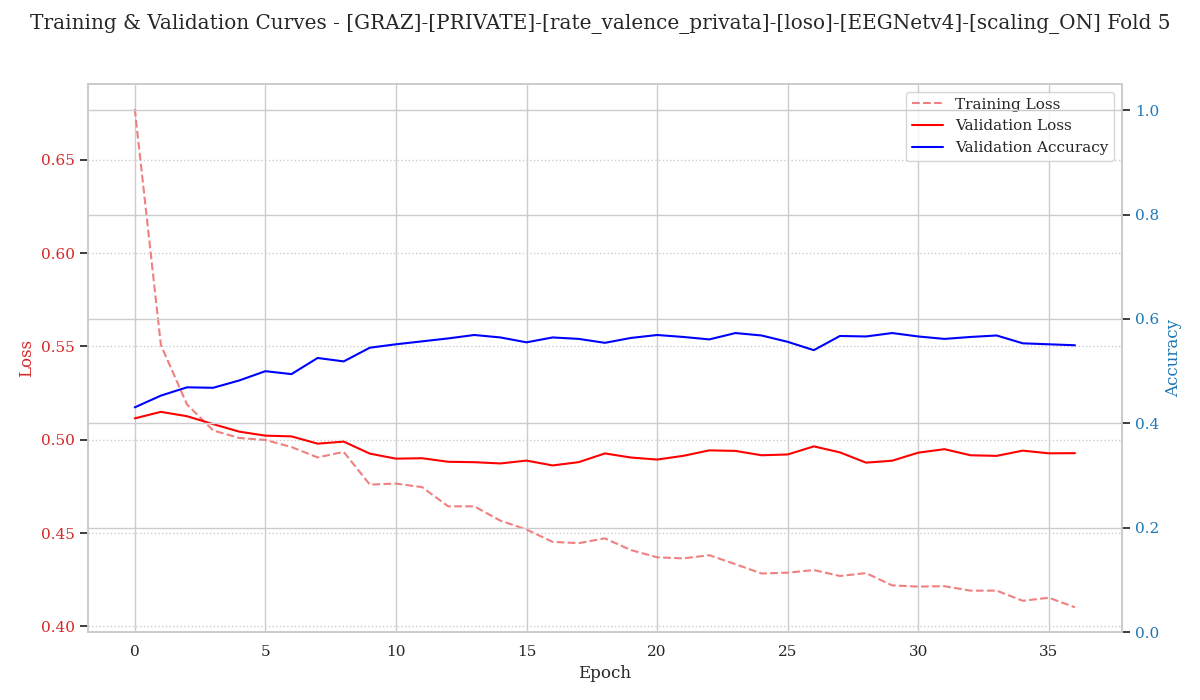 Training & Validation Curves - [GRAZ]-[PRIVATE]-[rate_valence_privata]-[loso]-[EEGNetv4]-[scaling_ON] Fold 5
Training Loss
Validation Loss
Validation Accuracy
Loss
0.65
0.60
0.55
0.50
0.45
0.40
1.0
0.8
0.6
0.4
0.2
0.0
Accuracy
0 5 10 15 20 25 30 35
Epoch